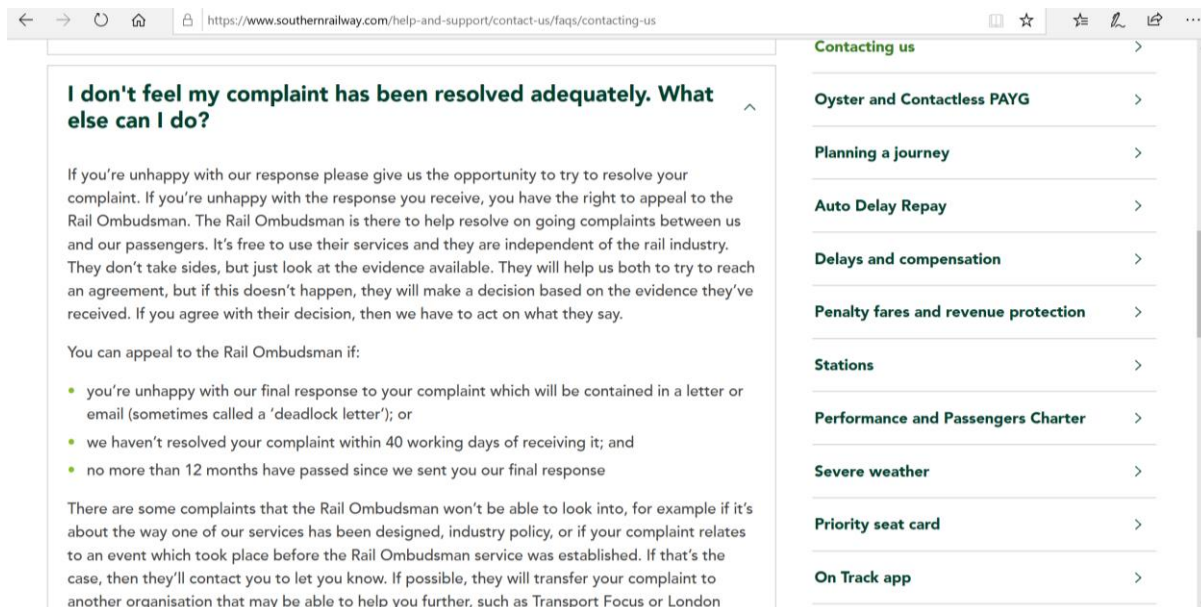 https://www.southernrailway.com/help-and-support/contact-us/faqs/contacting-us
I don't feel my complaint has been resolved adequately. What
else can I do?
If you’re unhappy with our response please give us the opportunity to try to resolve your
complaint. If you’re unhappy with the response you receive, you have the right to appeal to the
Rail Ombudsman. The Rail Ombudsman is there to help resolve on going complaints between us
and our passengers. It’s free to use their services and they are independent of the rail industry.
They don’t take sides, but just look at the evidence available. They will help us both to try to reach
an agreement, but if this doesn’t happen, they will make a decision based on the evidence they’ve
received. If you agree with their decision, then we have to act on what they say.
You can appeal to the Rail Ombudsman if:
• you’re unhappy with our final response to your complaint which will be contained in a letter or
email (sometimes called a ‘deadlock letter’); or
• we haven’t resolved your complaint within 40 working days of receiving it; and
• no more than 12 months have passed since we sent you our final response
There are some complaints that the Rail Ombudsman won’t be able to look into, for example if it’s
about the way one of our services has been designed, industry policy, or if your complaint relates
to an event which took place before the Rail Ombudsman service was established. If that’s the
case, then they’ll contact you to let you know. If possible, they will transfer your complaint to
another organisation that may be able to help you further, such as Transport Focus or London
Contacting us
Oyster and Contactless PAYG
Planning a journey
Auto Delay Repay
Delays and compensation
Penalty fares and revenue protection
Stations
Performance and Passengers Charter
Severe weather
Priority seat card
On Track app